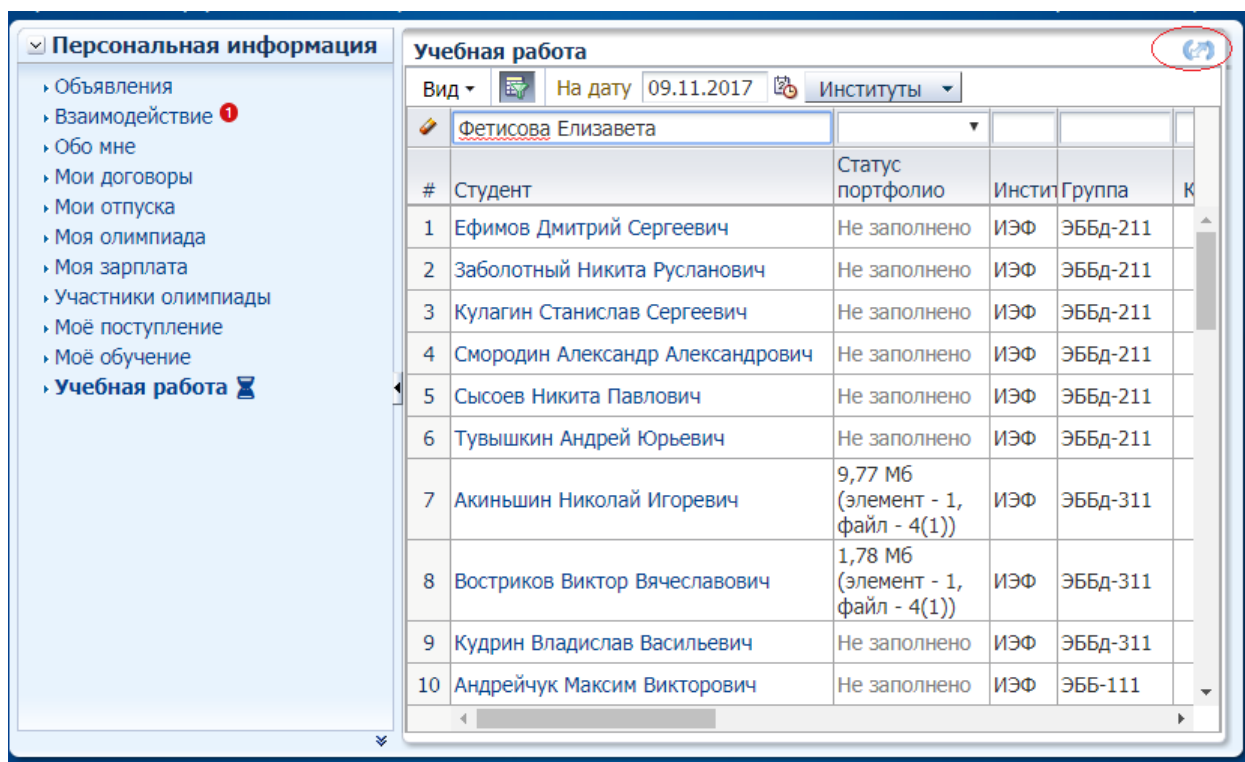 Персональная информация
Объявления
Взаимодействие 1
Обо мне
Мои договоры
Мои отпуска
Моя олимпиада
Моя зарплата
Участники олимпиады
Моё поступление
Моё обучение
Учебная работа
Учебная работа
Вид На дату 09.11.2017 Институты
Фетисова Елизавета
# Студент Статус портфолио Инстит Группа К
1 Ефимов Дмитрий Сергеевич Не заполнено ИЭФ ЭББд-211
2 Заболотный Никита Русланович Не заполнено ИЭФ ЭББд-211
3 Кулагин Станислав Сергеевич Не заполнено ИЭФ ЭББд-211
4 Смородин Александр Александрович Не заполнено ИЭФ ЭББд-211
5 Сысоев Никита Павлович Не заполнено ИЭФ ЭББд-211
6 Тувышкин Андрей Юрьевич Не заполнено ИЭФ ЭББд-211
7 Акиньшин Николай Игоревич 9,77 Мб (элемент - 1, файл - 4(1)) ИЭФ ЭББд-311
8 Востриков Виктор Вячеславович 1,78 Мб (элемент - 1, файл - 4(1)) ИЭФ ЭББд-311
9 Кудрин Владислав Васильевич Не заполнено ИЭФ ЭББд-311
10 Андрейчук Максим Викторович Не заполнено ИЭФ ЭББ-111